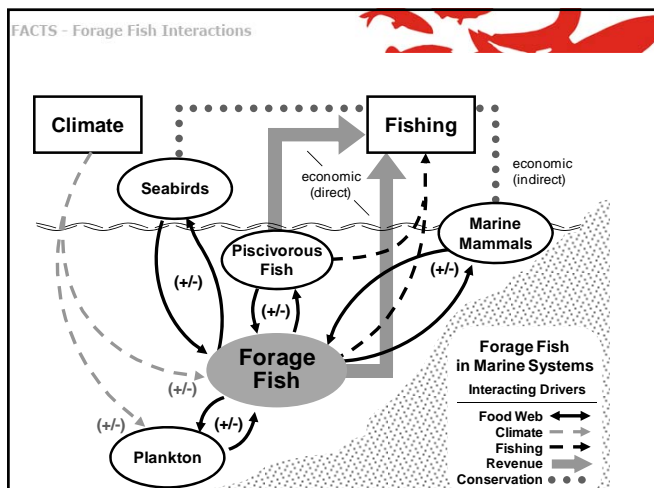 FACTS - Forage Fish Interactions
Climate
Fishing
Seabirds
economic
(direct)
economic
(indirect)
Marine
Mammals
Piscivorous
Fish
(+/-)
(+/-)
(+/-)
Forage
Fish
(+/-)
(+/-)
(+/-)
Plankton
Forage Fish
in Marine Systems
Interacting Drivers
Food Web
Climate
Fishing
Revenue
Conservation